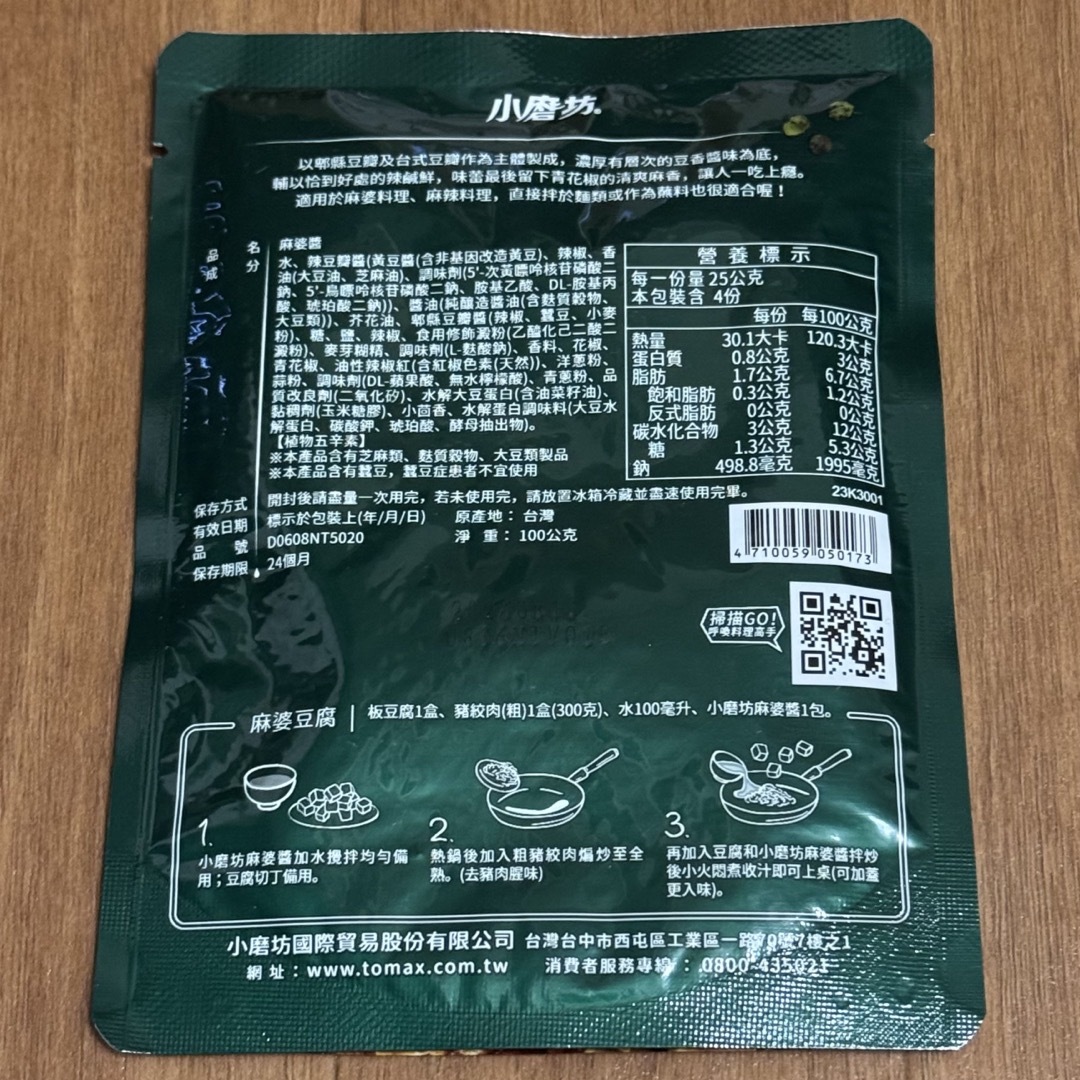 小磨坊®
以郫縣豆瓣及台式豆瓣作為主體製成，濃厚有層次的豆香醬味為底，
輔以恰到好處的辣鹹鮮，味蕾最後留下青花椒的清爽麻香，讓人一吃上癮。
適用於麻婆料理、麻辣料理，直接拌於麵類或作為蘸料也很適合喔！
品名 麻婆醬
成分 水、辣豆瓣醬(黃豆醬(含非基因改造黃豆)、辣椒、香
油(大豆油、芝麻油)、調味劑(5'-次黃嘌呤核苷磷酸二
鈉、5'-鳥嘌呤核苷磷酸二鈉、胺基乙酸、DL-胺基丙
酸、琥珀酸二鈉))、醬油(純釀造醬油(含麩質穀物、
大豆類))、芥花油、郫縣豆瓣醬(辣椒、蠶豆、小麥
粉)、糖、鹽、辣椒、食用修飾澱粉(乙醯化己二酸二
澱粉)、麥芽糊精、調味劑(L-麩酸鈉)、香料、花椒、
青花椒、油性辣椒紅(含紅椒色素(天然))、洋蔥粉、
蒜粉、調味劑(DL-蘋果酸、無水檸檬酸)、青蔥粉、品
質改良劑(二氧化矽)、水解大豆蛋白(含油菜籽油)、
黏稠劑(玉米糖膠)、小茴香、水解蛋白調味料(大豆水
解蛋白、碳酸鉀、琥珀酸、酵母抽出物)。
【植物五辛素】
※本產品含有芝麻類、麩質穀物、大豆類製品
※本產品含有蠶豆，蠶豆症患者不宜使用
營養標示
每一份量 25公克
本包裝含 4份
每份 每100公克
熱量 30.1大卡 120.3大卡
蛋白質 0.8公克 3公克
脂肪 1.7公克 6.7公克
飽和脂肪 0.3公克 1.2公克
反式脂肪 0公克 0公克
碳水化合物 3公克 12公克
糖 1.3公克 5.3公克
鈉 498.8毫克 1995毫克
保存方式 開封後請盡量一次用完，若未使用完，請放置冰箱冷藏並盡速使用完畢。
23K3001
有效日期 標示於包裝上(年/月/日) 原產地：台灣
品號 D0608NT5020 淨重：100公克
保存期限 24個月
4 710059 050173
掃描GO!
呼喚料理高手
麻婆豆腐 | 板豆腐1盒、豬絞肉(粗)1盒(300克)、水100毫升、小磨坊麻婆醬1包。
1.
小磨坊麻婆醬加水攪拌均勻備
用；豆腐切丁備用。
2.
熱鍋後加入粗豬絞肉煸炒至全
熟。(去豬肉腥味)
3.
再加入豆腐和小磨坊麻婆醬拌炒
後小火悶煮收汁即可上桌(可加蓋
更入味)。
小磨坊國際貿易股份有限公司 台灣台中市西屯區工業區一路70號7樓之1
網址：www.tomax.com.tw 消費者服務專線：0800-435021